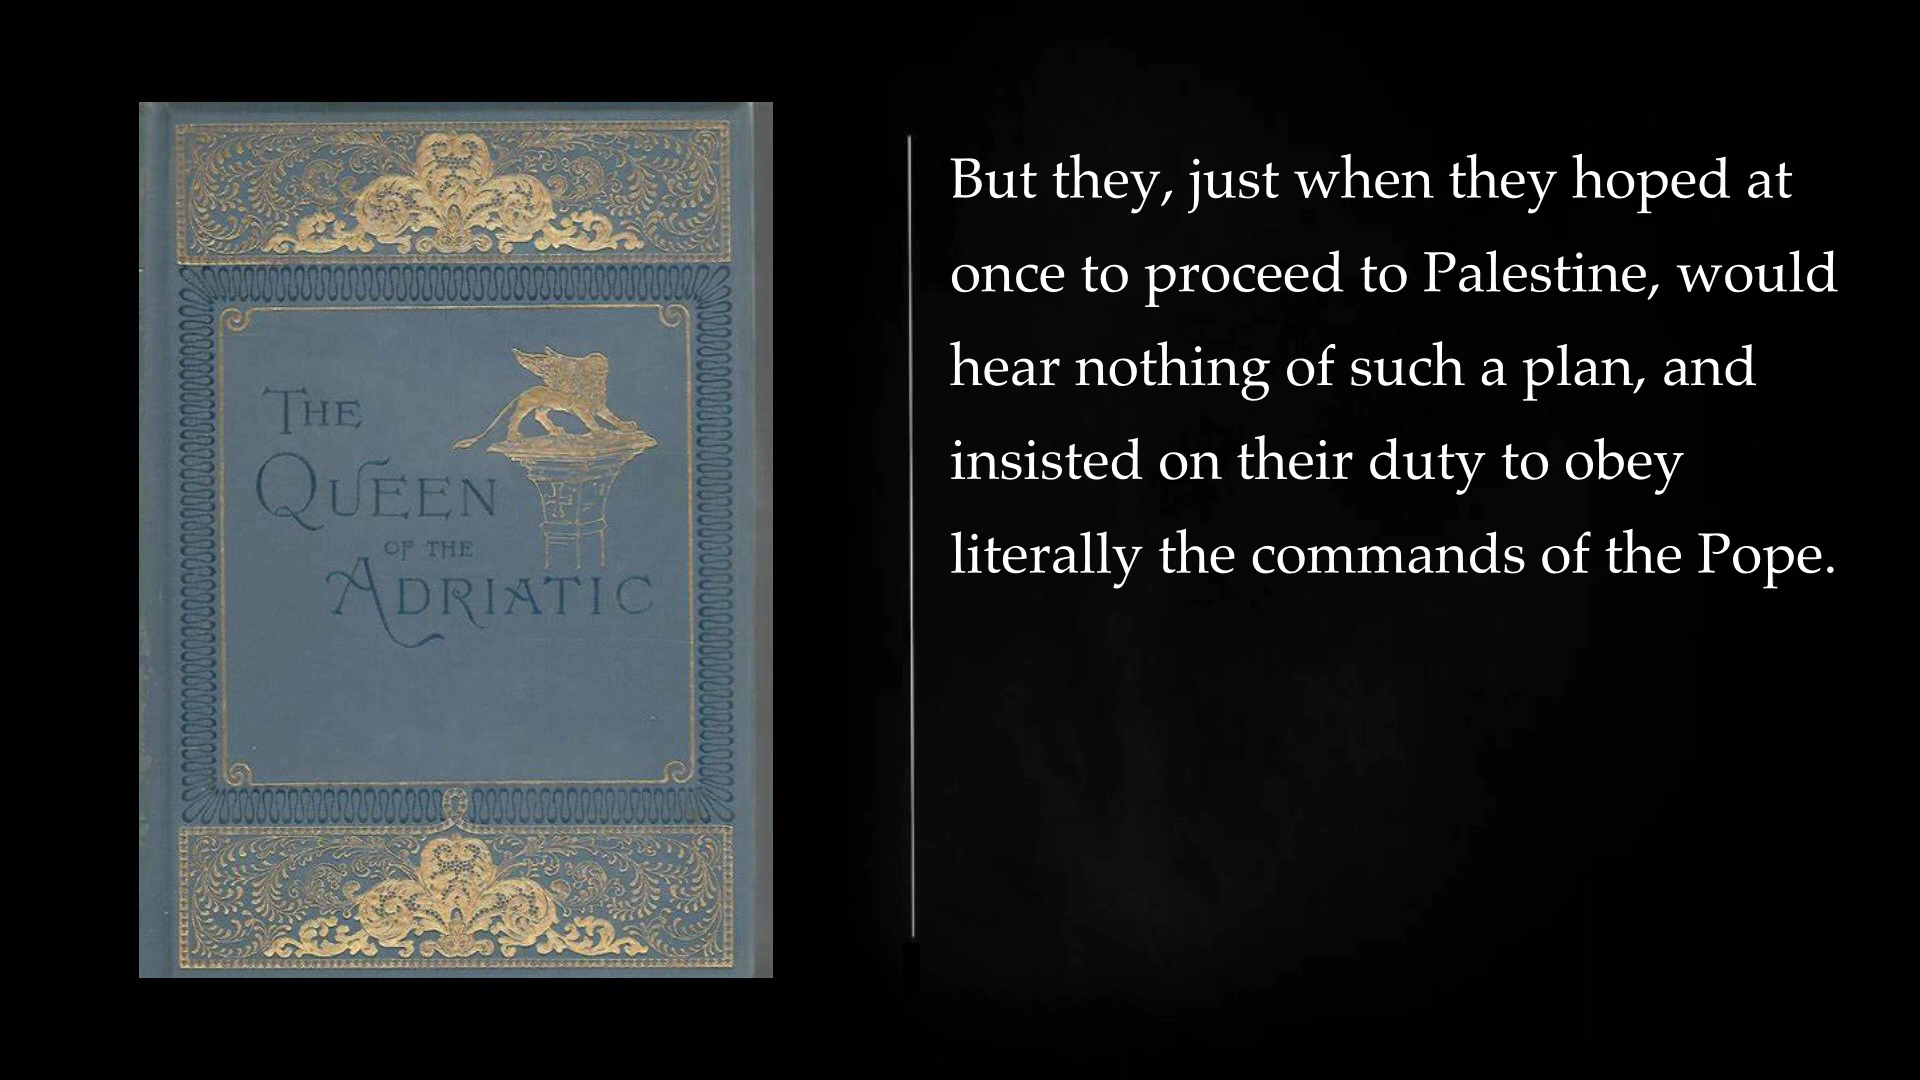 THE
QUEEN
OF THE
ADRIATIC
But they, just when they hoped at
once to proceed to Palestine, would
hear nothing of such a plan, and
insisted on their duty to obey
literally the commands of the Pope.